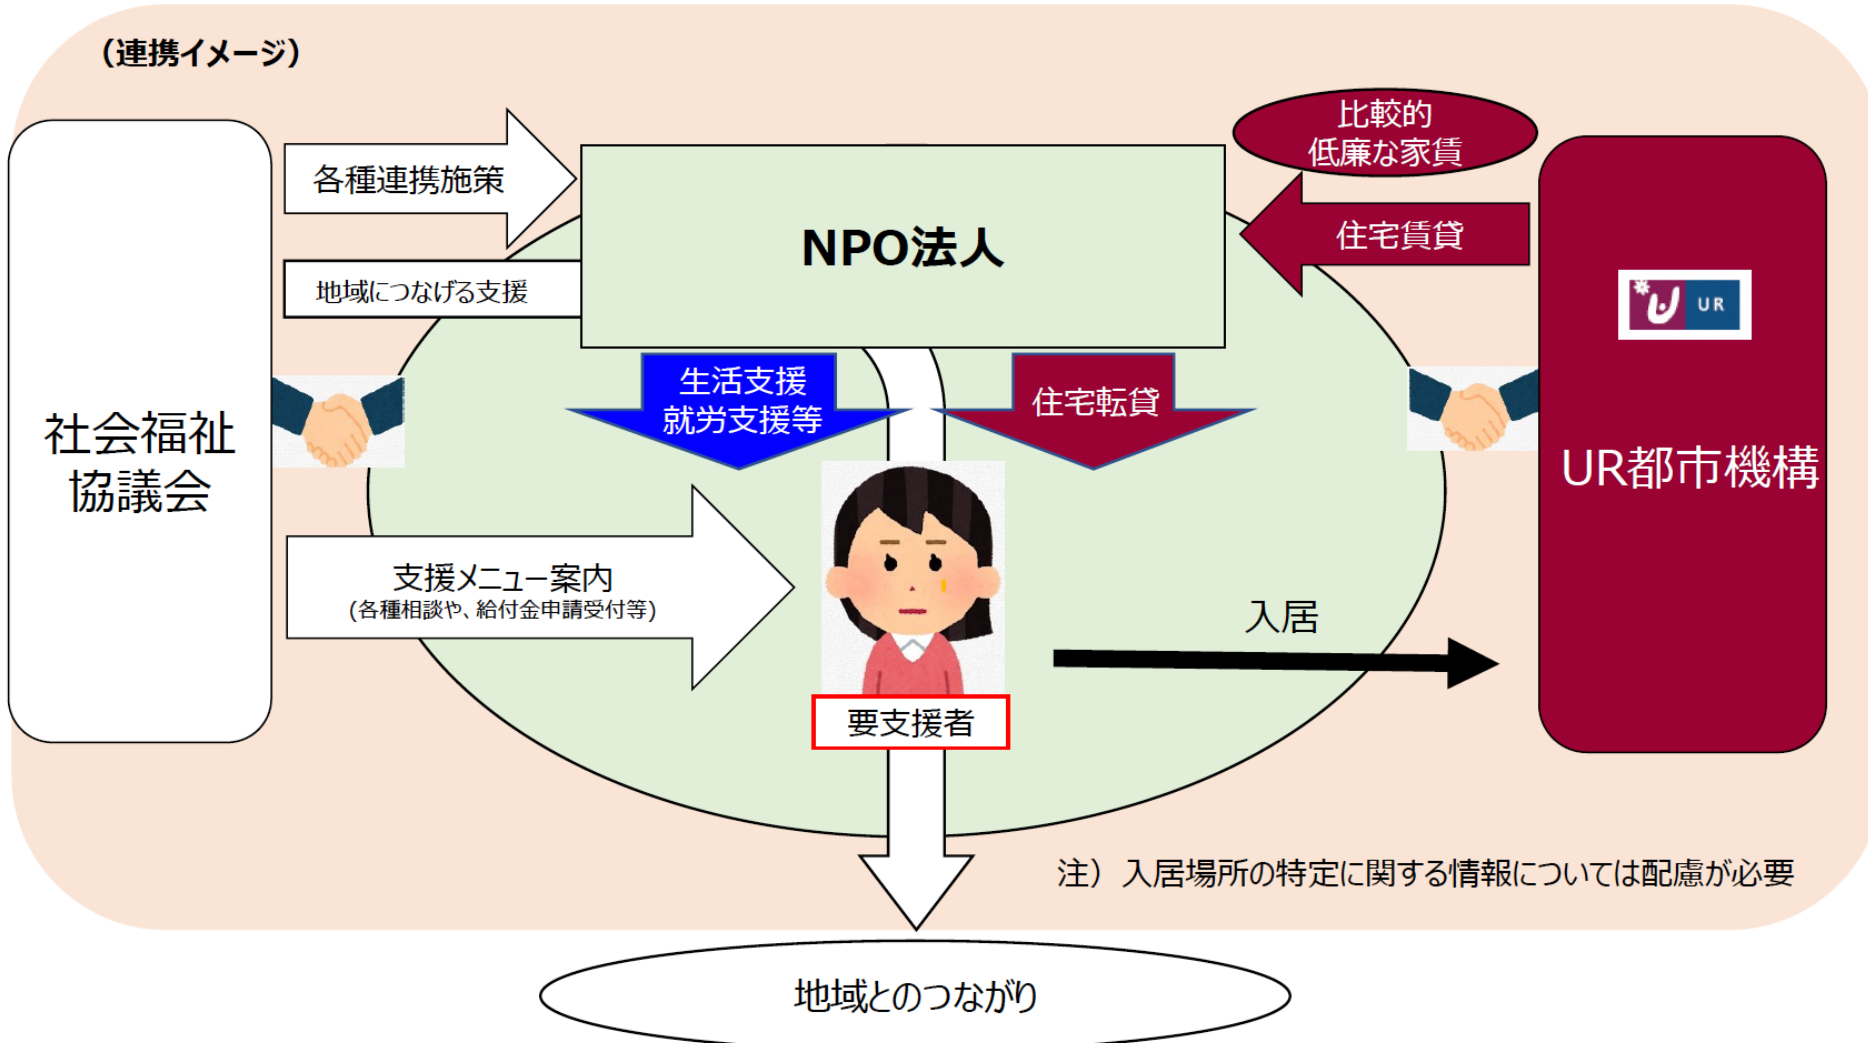 （連携イメージ）
各種連携施策
地域につなげる支援
社会福祉
協議会
支援メニュー案内
(各種相談や、給付金申請受付等)
NPO法人
生活支援
就労支援等
住宅転貸
比較的
低廉な家賃
住宅賃貸
UR
UR都市機構
入居
要支援者
注）入居場所の特定に関する情報については配慮が必要
地域とのつながり